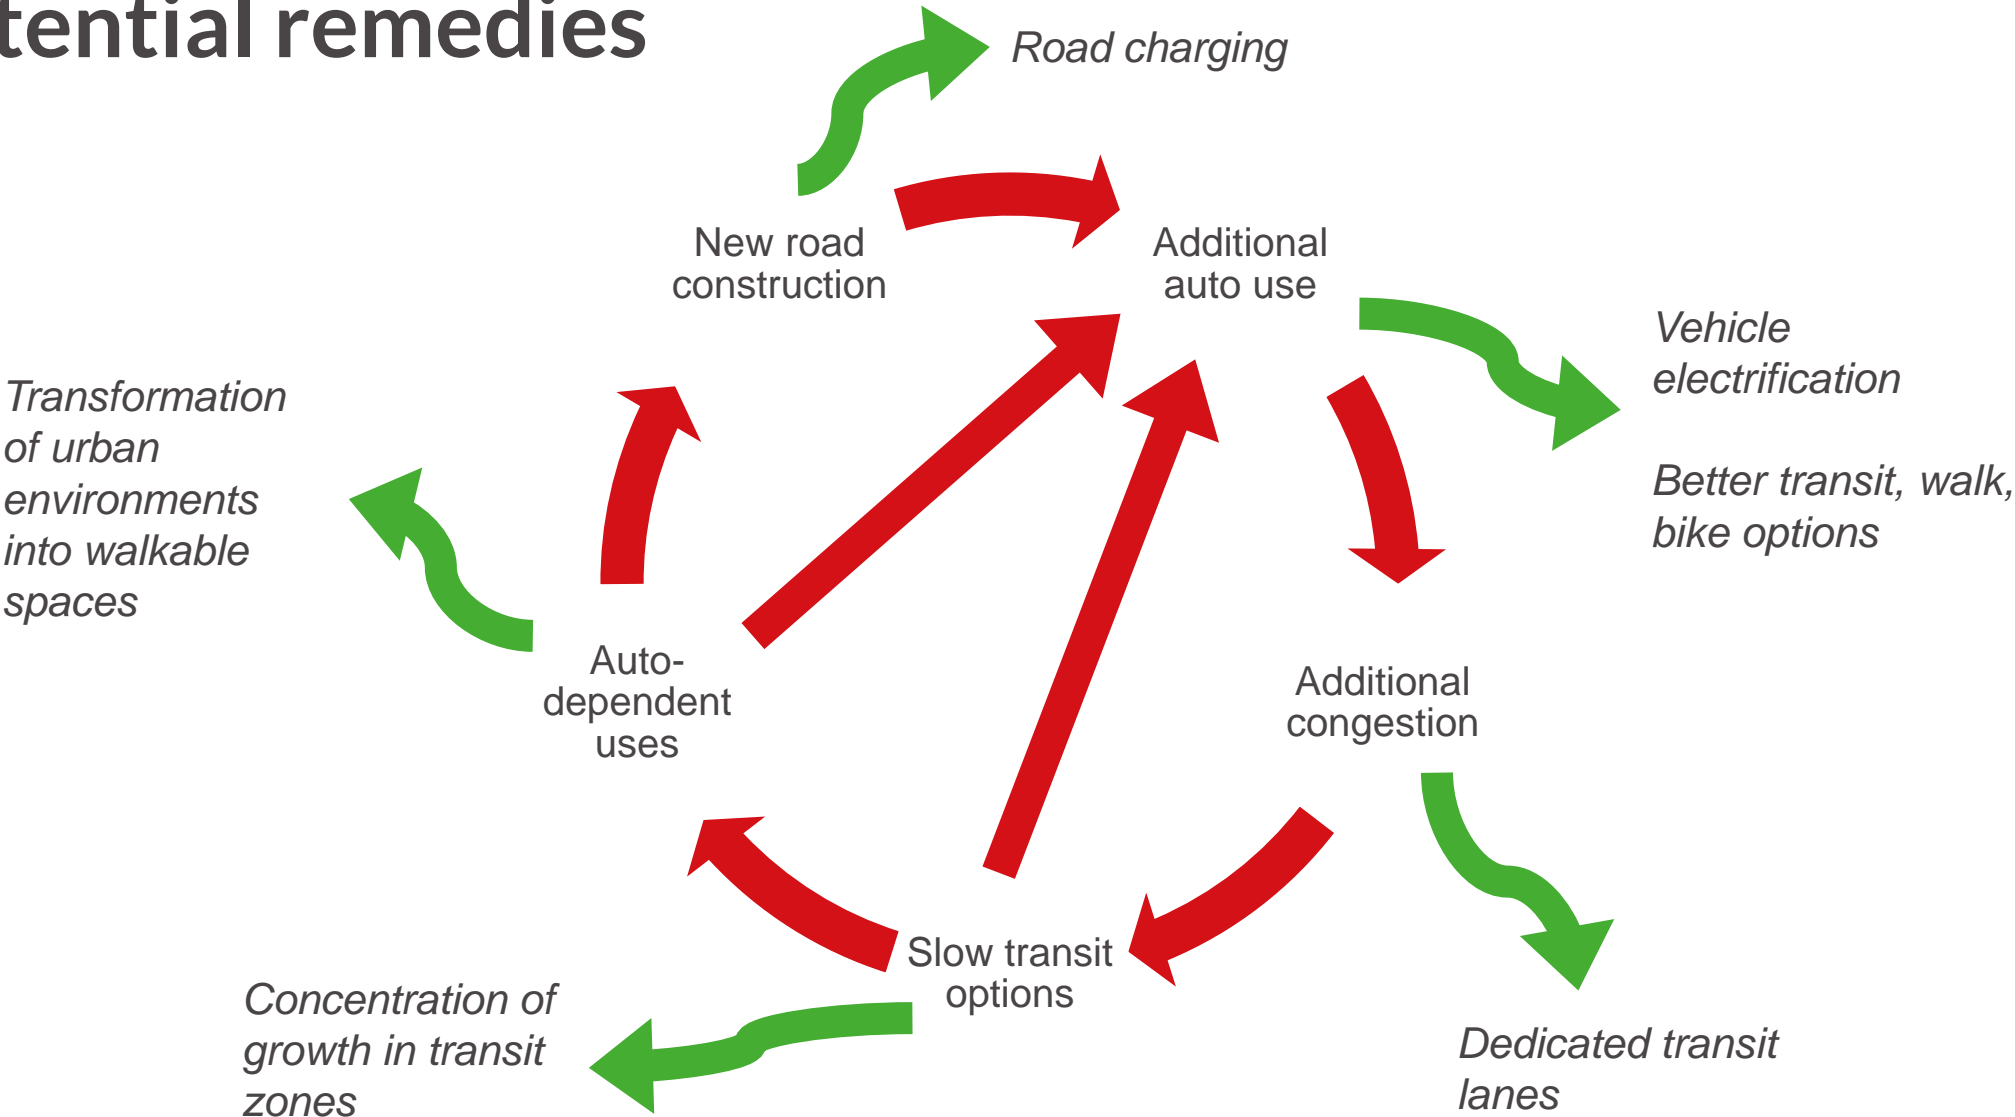 tential remedies
Road charging
New road
construction
Additional
auto use
Vehicle
electrification
Better transit, walk,
bike options
Transformation
of urban
environments
into walkable
spaces
Auto-
dependent
uses
Additional
congestion
Slow transit
options
Concentration of
growth in transit
zones
Dedicated transit
lanes